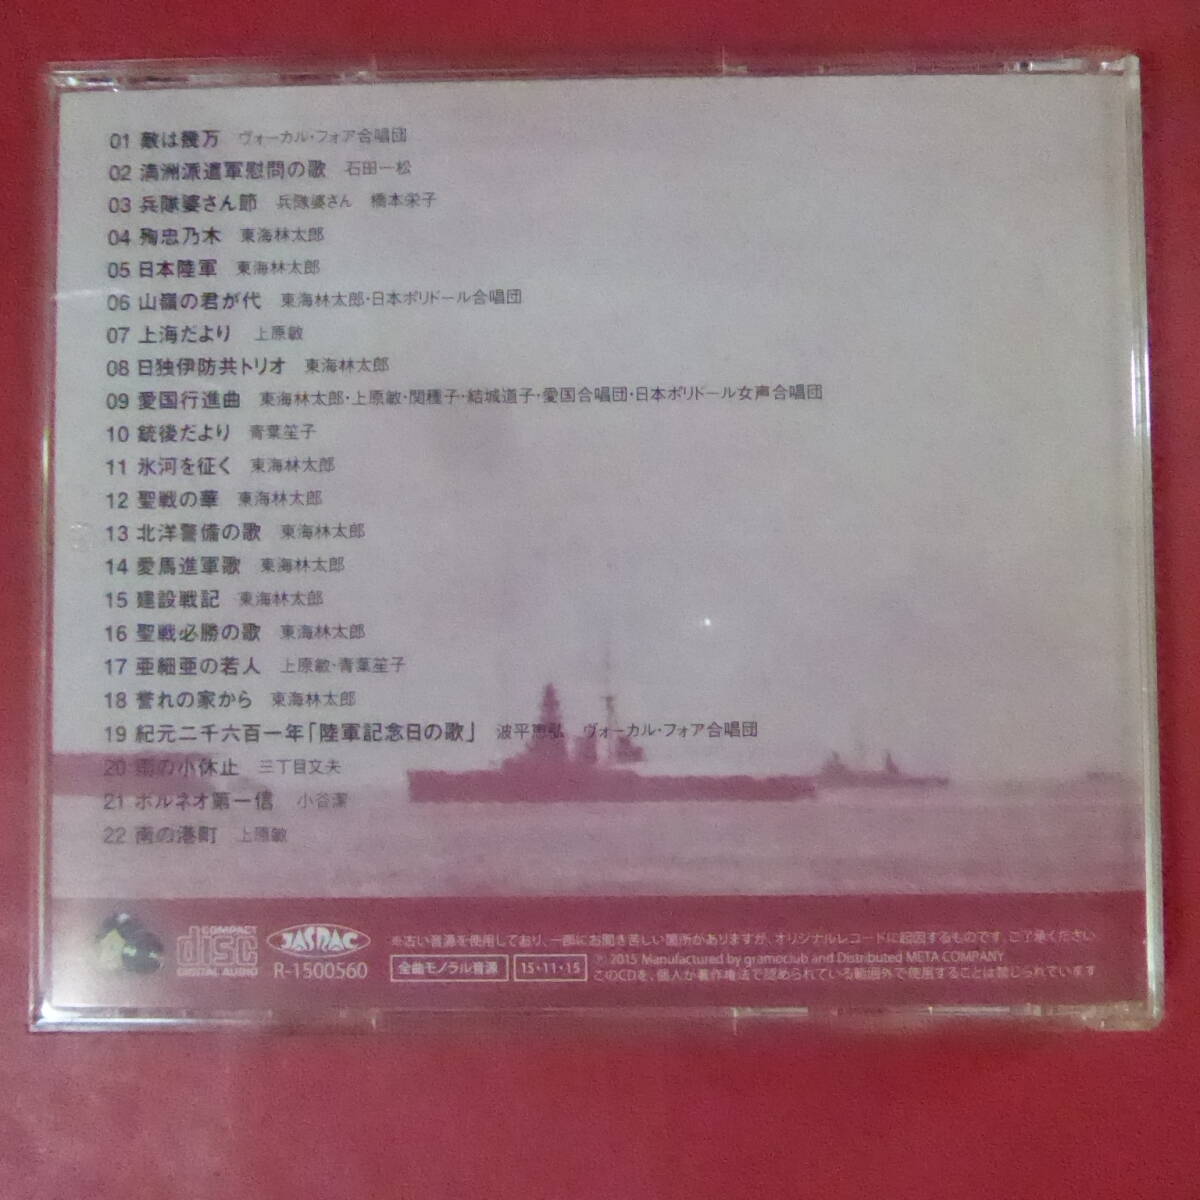 01 敵は幾万 ヴォーカル・フォア合唱団
02 満洲派遣軍慰問の歌 石田一松
03 兵隊婆さん節 兵隊婆さん 橋本栄子
04 殉忠乃木 東海林太郎
05 日本陸軍 東海林太郎
06 山嶺の君が代 東海林太郎・日本ポリドール合唱団
07 上海だより 上原敏
08 日独伊防共トリオ 東海林太郎
09 愛国行進曲 東海林太郎・上原敏・関種子・結城道子・愛国合唱団・日本ポリドール女声合唱団
10 銃後だより 青葉笙子
11 氷河を征く 東海林太郎
12 聖戦の華 東海林太郎
13 北洋警備の歌 東海林太郎
14 愛馬進軍歌 東海林太郎
15 建設戦記 東海林太郎
16 聖戦必勝の歌 東海林太郎
17 亜細亜の若人 上原敏・青葉笙子
18 誉れの家から 東海林太郎
19 紀元二千六百一年「陸軍記念日の歌」 波平恵弘 ヴォーカル・フォア合唱団
20 雨の小休止 三丁目文夫
21 ボルネオ第一信 小谷潔
22 南の港町 上原敏
COMPACT
disc
DIGITAL AUDIO
JASRAC
R-1500560
※古い音源を使用しており、一部にお聞き苦しい箇所がありますが、オリジナルレコードに起因するものです。ご了承ください
全曲モノラル音源 15・11・15
℗ 2015 Manufactured by gramoclub and Distributed META COMPANY
このCDを、個人が著作権法で認められている範囲外で使用することは禁じられています